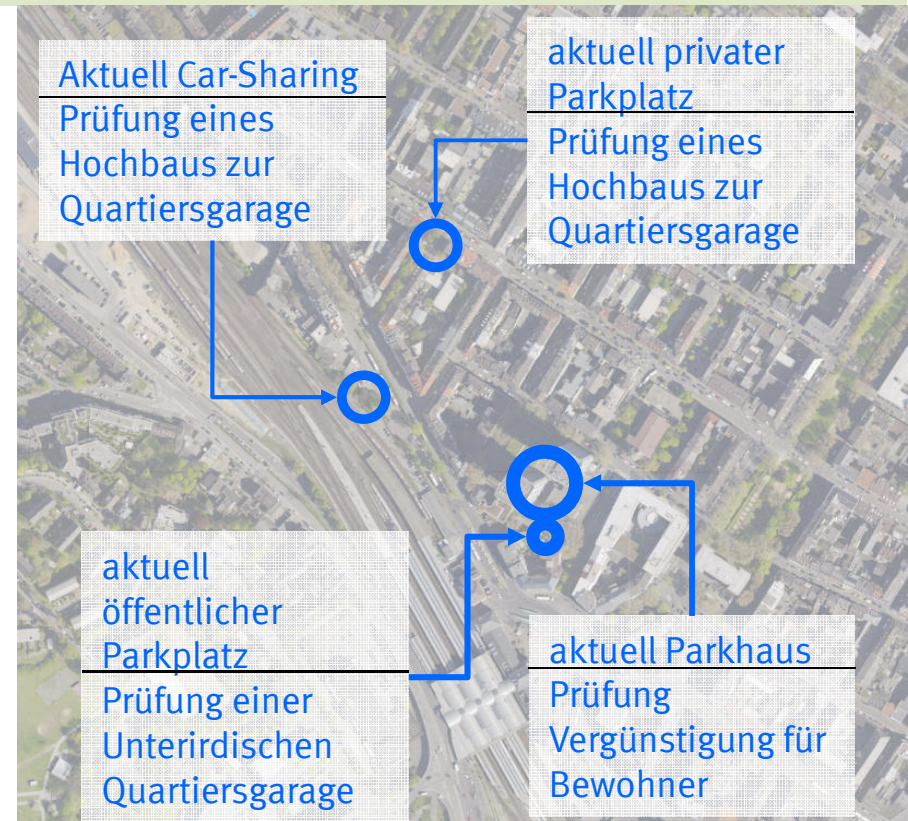 Aktuell Car-Sharing
Prüfung eines
Hochbaus zur
Quartiersgarage
aktuell privater
Parkplatz
Prüfung eines
Hochbaus zur
Quartiersgarage
aktuell
öffentlicher
Parkplatz
Prüfung einer
Unterirdischen
Quartiersgarage
aktuell Parkhaus
Prüfung
Vergünstigung für
Bewohner